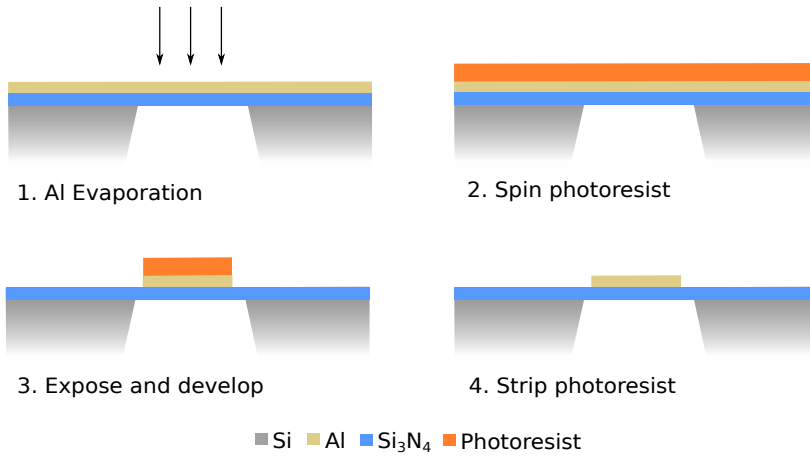 1. Al Evaporation
2. Spin photoresist
3. Expose and develop
4. Strip photoresist
Si Al Si₃N₄ Photoresist